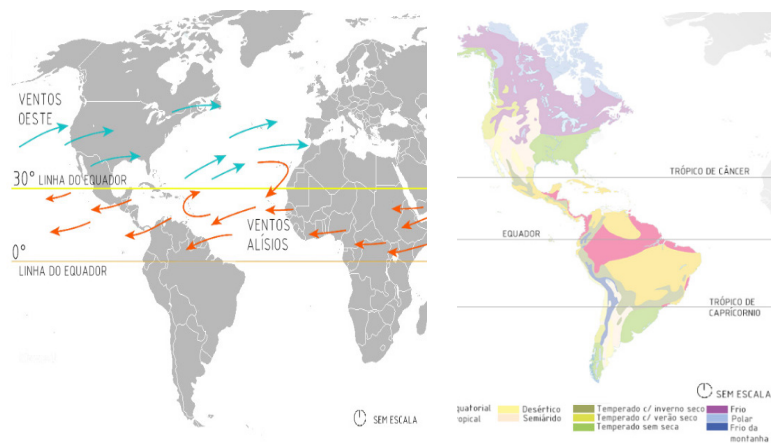 VENTOS
OESTE
30° LINHA DO EQUADOR
VENTOS
ALÍSIOS
0°
LINHA DO EQUADOR
SEM ESCALA
TRÓPICO DE CÂNCER
EQUADOR
TRÓPICO DE
CAPRÍCORNIO
SEM ESCALA
quatorial
ropical
Desértico
Semiárido
Temperado c/ inverno seco
Temperado c/ verão seco
Temperado sem seca
Frio
Polar
Frio da
montanha